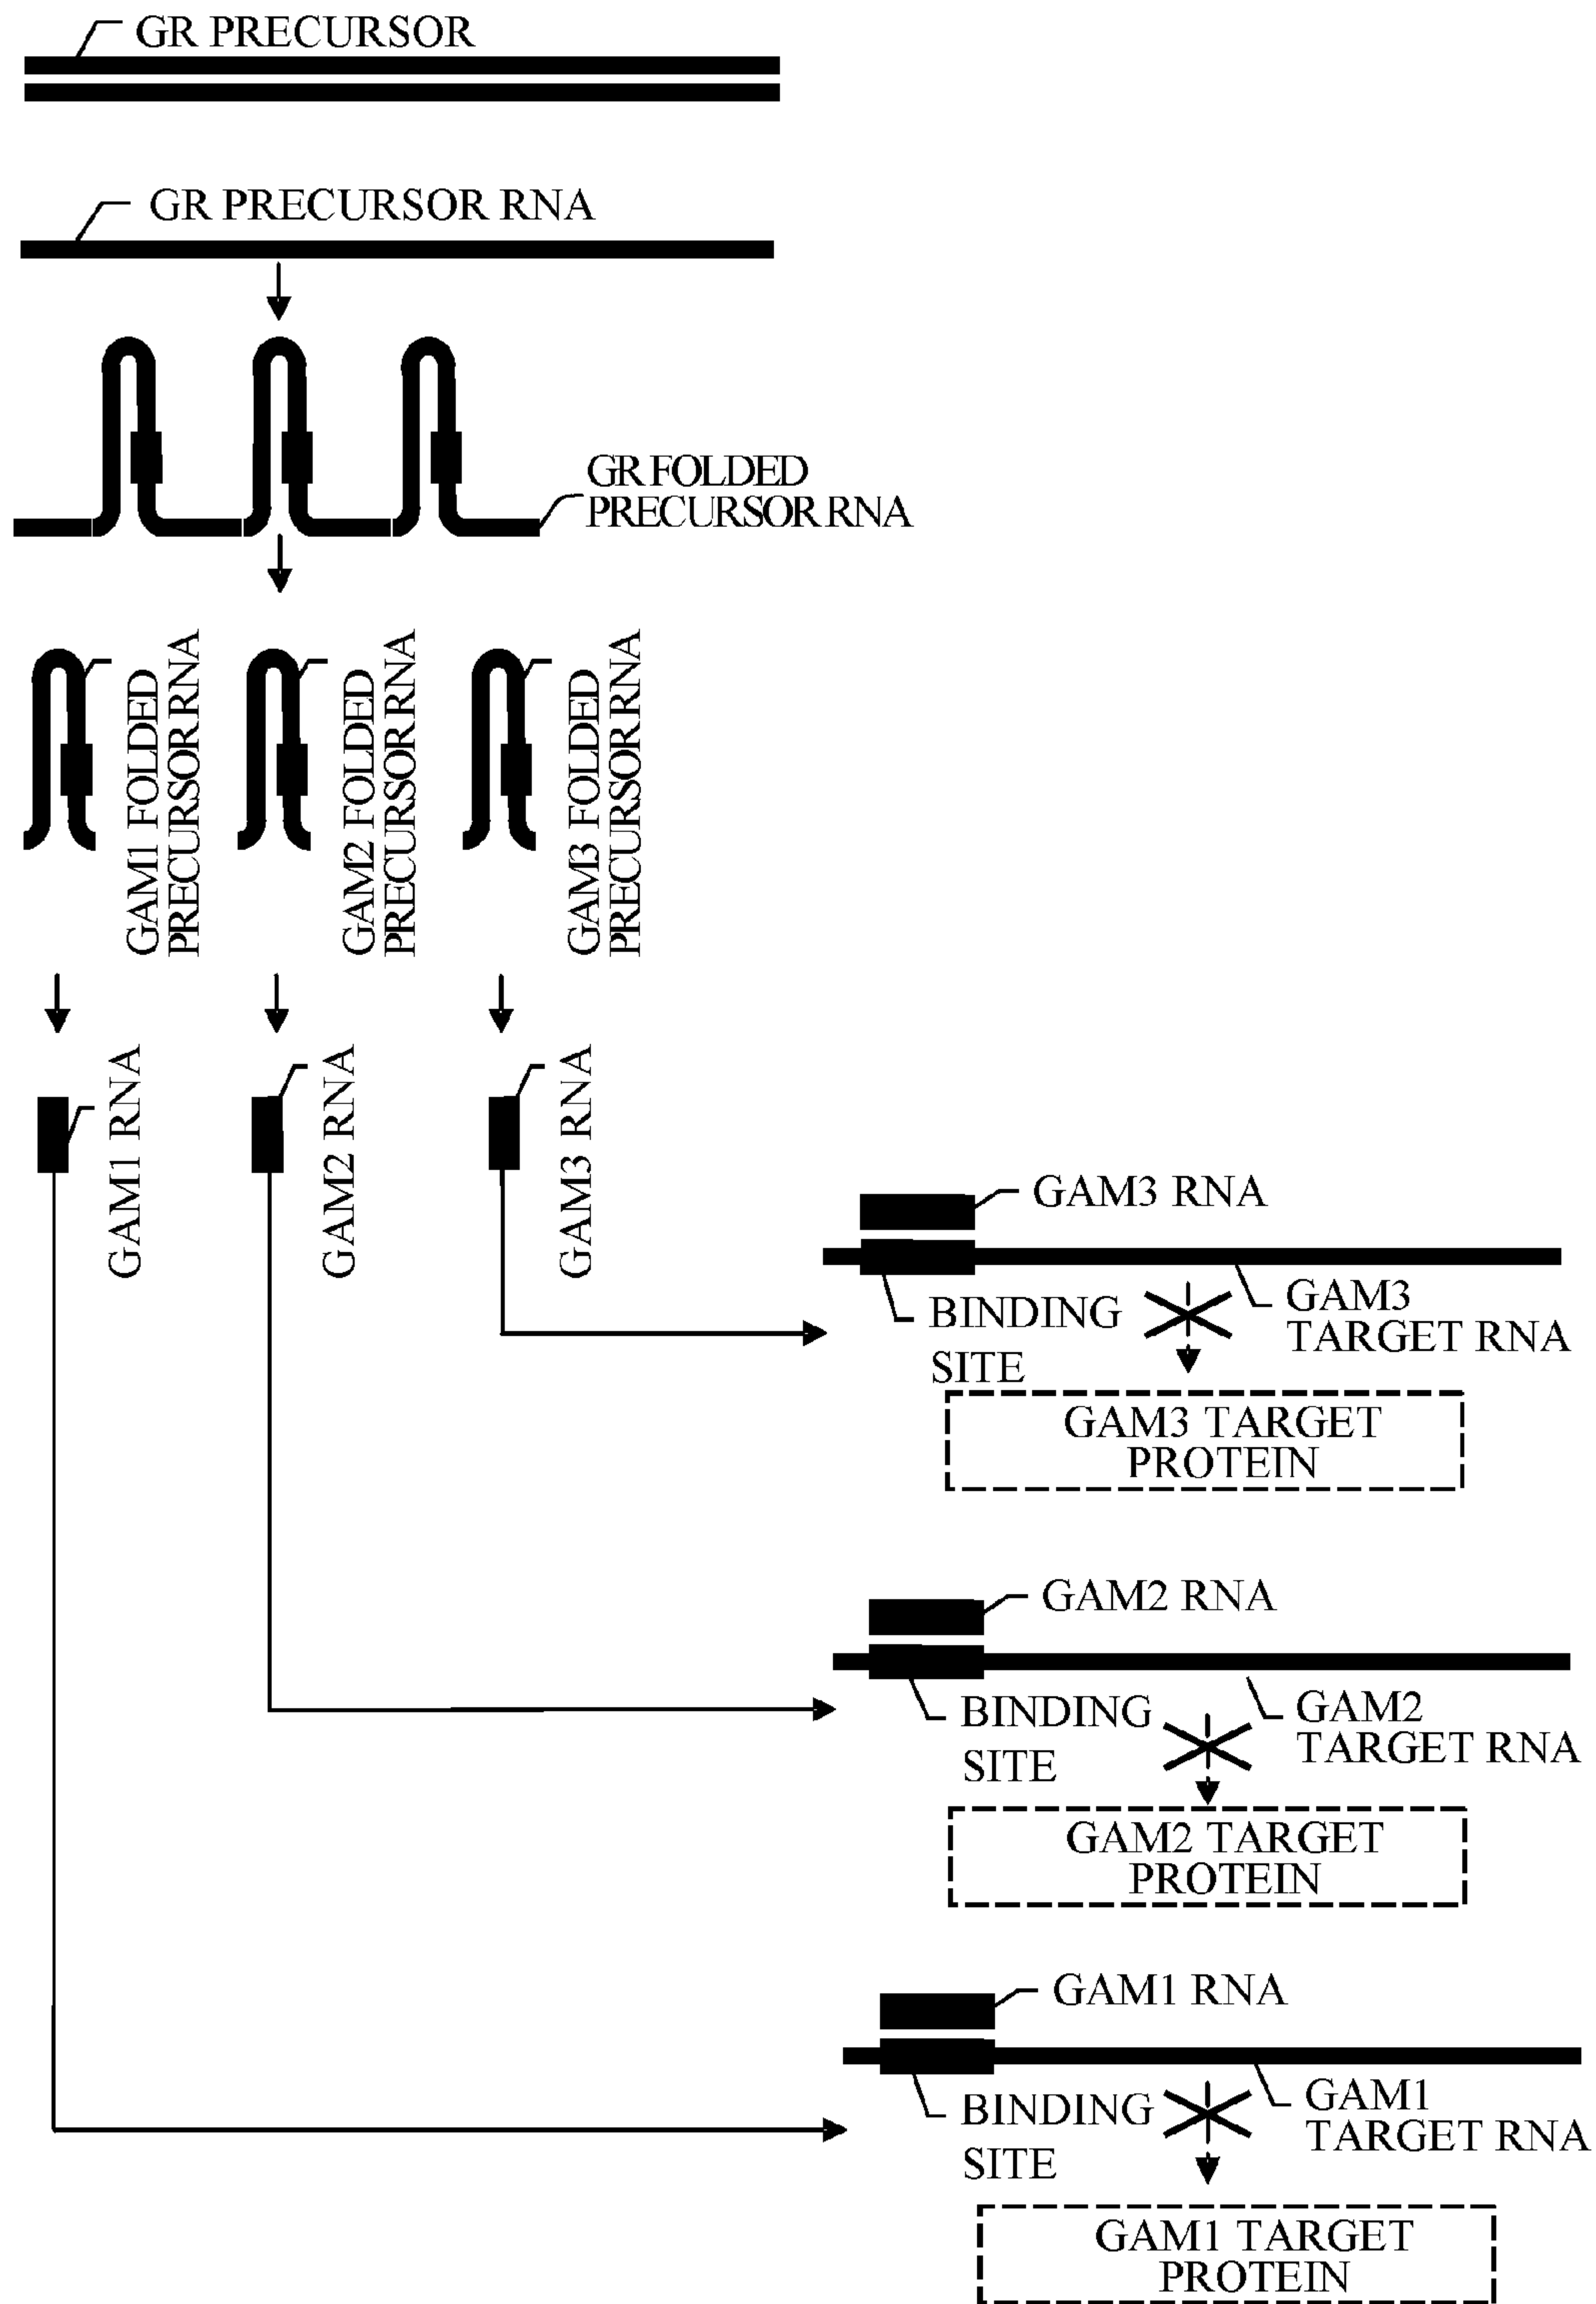 GR PRECURSOR
GR PRECURSOR RNA
GR FOLDED
PRECURSOR RNA
GAM1 FOLDED
PRECURSOR RNA
GAM2 FOLDED
PRECURSOR RNA
GAM3 FOLDED
PRECURSOR RNA
GAM1 RNA
GAM2 RNA
GAM3 RNA
GAM3 RNA
BINDING
SITE
GAM3
TARGET RNA
GAM3 TARGET
PROTEIN
GAM2 RNA
BINDING
SITE
GAM2
TARGET RNA
GAM2 TARGET
PROTEIN
GAM1 RNA
BINDING
SITE
GAM1
TARGET RNA
GAM1 TARGET
PROTEIN